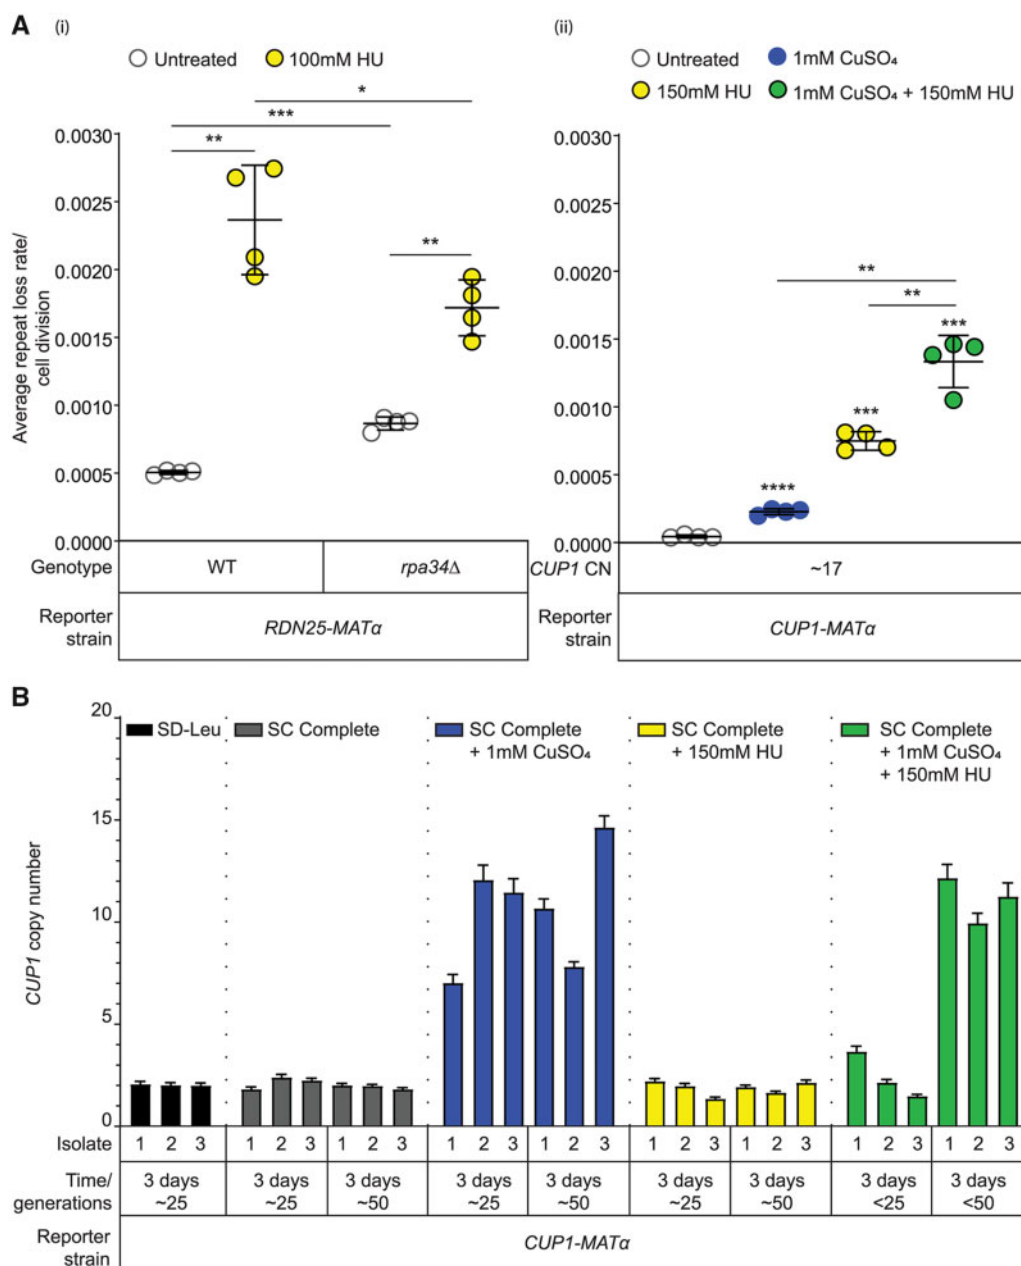 A (i) (ii)
Untreated 100mM HU
Untreated 1mM CuSO₄
150mM HU 1mM CuSO₄ + 150mM HU
* *** ** **
** ** *** *** ****
Average repeat loss rate/
cell division
0.0030
0.0025
0.0020
0.0015
0.0010
0.0005
0.0000
0.0030
0.0025
0.0020
0.0015
0.0010
0.0005
0.0000
Genotype WT rpa34Δ
Reporter
strain
RDN25-MATα
CUP1 CN ~17
Reporter
strain
CUP1-MATα
B
SD-Leu
SC Complete
SC Complete
+ 1mM CuSO₄
SC Complete
+ 150mM HU
SC Complete
+ 1mM CuSO₄
+ 150mM HU
CUP1 copy number
20
15
10
5
0
Isolate 1 2 3 1 2 3 1 2 3 1 2 3 1 2 3 1 2 3 1 2 3 1 2 3 1 2 3
Time/ 3 days 3 days 3 days 3 days 3 days 3 days 3 days 3 days 3 days
generations ~25 ~25 ~50 ~25 ~50 ~25 ~50 <25 <50
Reporter
strain
CUP1-MATα